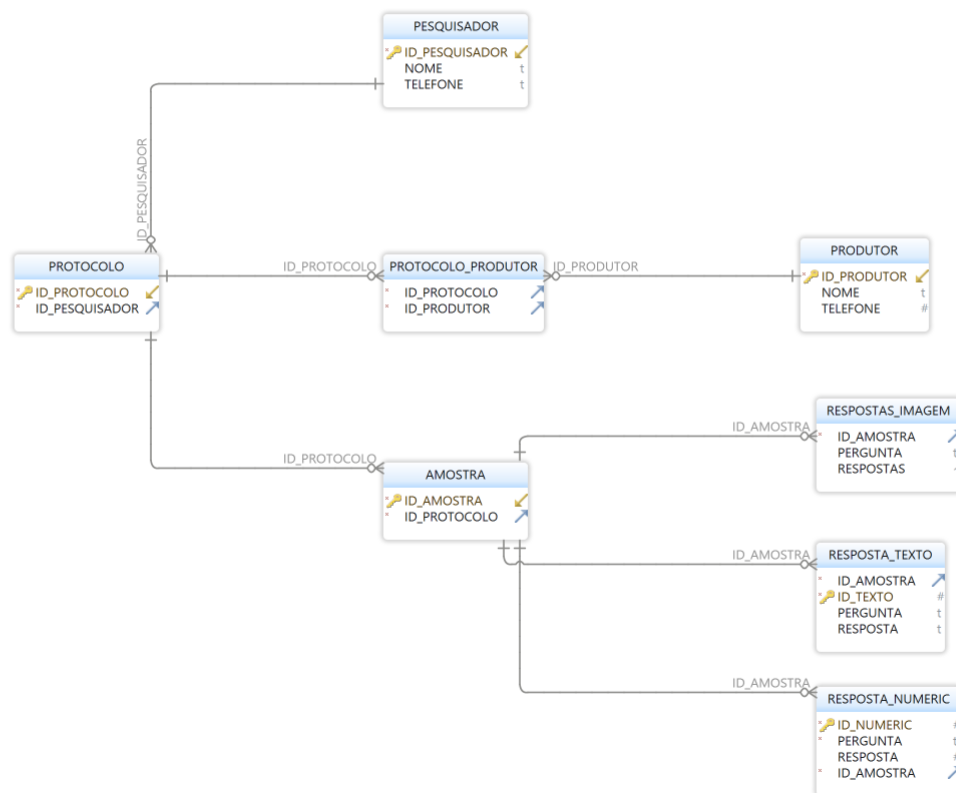 PESQUISADOR
ID_PESQUISADOR
NOME t
TELEFONE t
ID_PESQUISADOR
PROTOCOLO
ID_PROTOCOLO
ID_PESQUISADOR
ID_PROTOCOLO
PROTOCOLO_PRODUTOR
ID_PROTOCOLO
ID_PRODUTOR
ID_PRODUTOR
PRODUTOR
ID_PRODUTOR
NOME t
TELEFONE #
ID_PROTOCOLO
AMOSTRA
ID_AMOSTRA
ID_PROTOCOLO
ID_AMOSTRA
RESPOSTAS_IMAGEM
ID_AMOSTRA
PERGUNTA t
RESPOSTAS
ID_AMOSTRA
RESPOSTA_TEXTO
ID_AMOSTRA
ID_TEXTO #
PERGUNTA t
RESPOSTA t
ID_AMOSTRA
RESPOSTA_NUMERIC
ID_NUMERIC #
PERGUNTA t
RESPOSTA #
ID_AMOSTRA